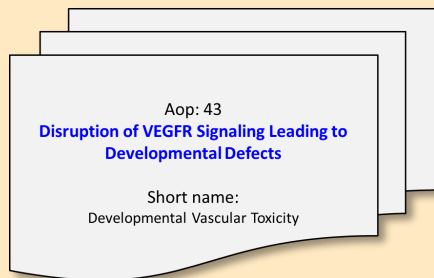 Aop: 43
Disruption of VEGFR Signaling Leading to
Developmental Defects
Short name:
Developmental Vascular Toxicity